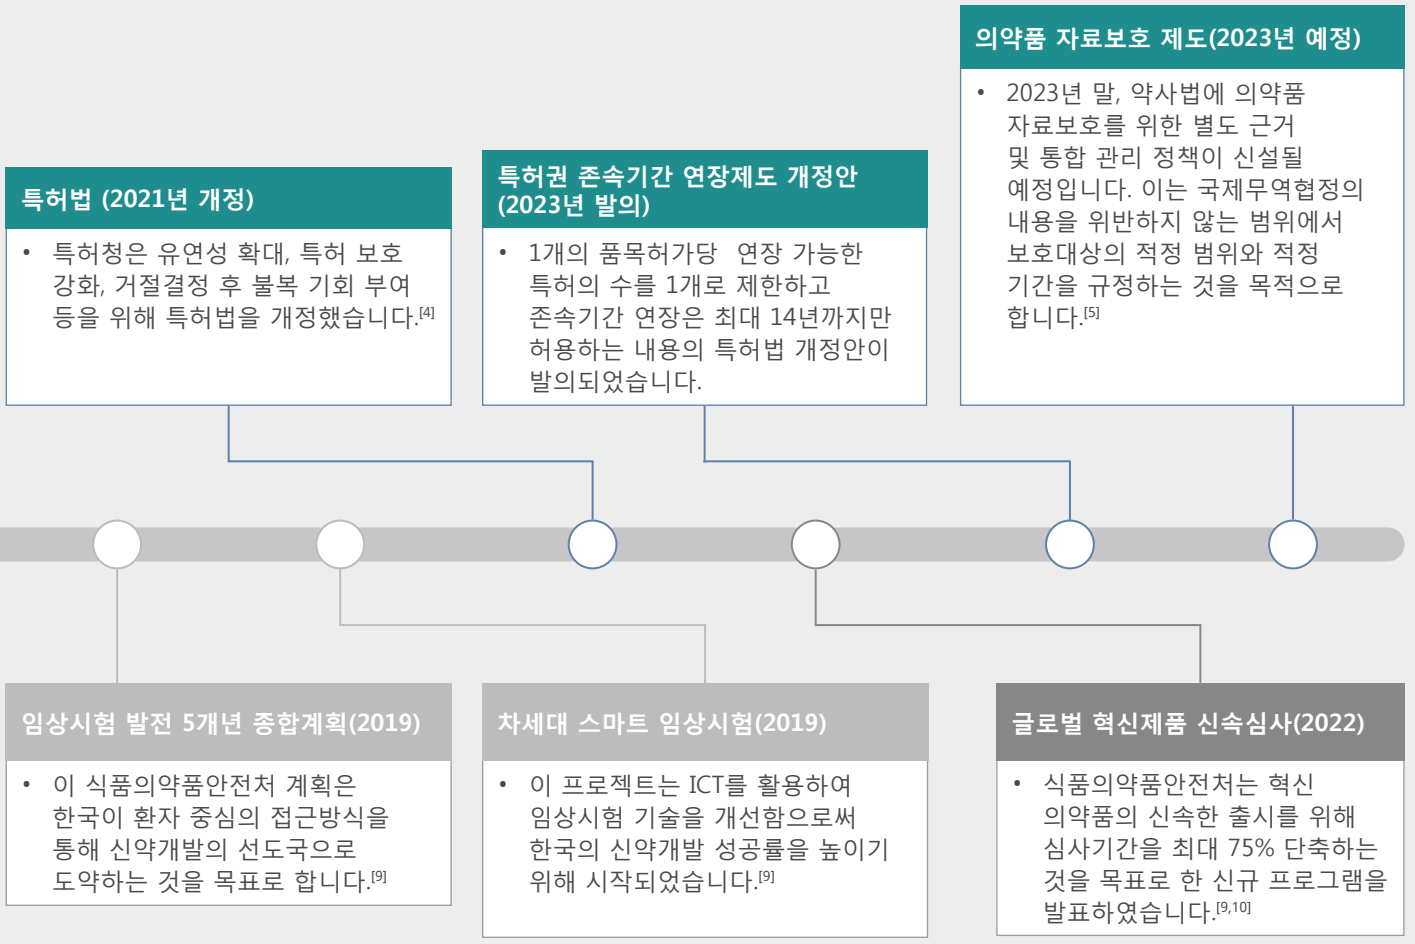 특허법 (2021년 개정)
• 특허청은 유연성 확대, 특허 보호
강화, 거절결정 후 불복 기회 부여
등을 위해 특허법을 개정했습니다.[4]
특허권 존속기간 연장제도 개정안
(2023년 발의)
• 1개의 품목허가당 연장 가능한
특허의 수를 1개로 제한하고
존속기간 연장은 최대 14년까지만
허용하는 내용의 특허법 개정안이
발의되었습니다.
의약품 자료보호 제도(2023년 예정)
• 2023년 말, 약사법에 의약품
자료보호를 위한 별도 근거
및 통합 관리 정책이 신설될
예정입니다. 이는 국제무역협정의
내용을 위반하지 않는 범위에서
보호대상의 적정 범위와 적정
기간을 규정하는 것을 목적으로
합니다.[5]
임상시험 발전 5개년 종합계획(2019)
• 이 식품의약품안전처 계획은
한국이 환자 중심의 접근방식을
통해 신약개발의 선도국으로
도약하는 것을 목표로 합니다.[9]
차세대 스마트 임상시험(2019)
• 이 프로젝트는 ICT를 활용하여
임상시험 기술을 개선함으로써
한국의 신약개발 성공률을 높이기
위해 시작되었습니다.[9]
글로벌 혁신제품 신속심사(2022)
• 식품의약품안전처는 혁신
의약품의 신속한 출시를 위해
심사기간을 최대 75% 단축하는
것을 목표로 한 신규 프로그램을
발표하였습니다.[9,10]